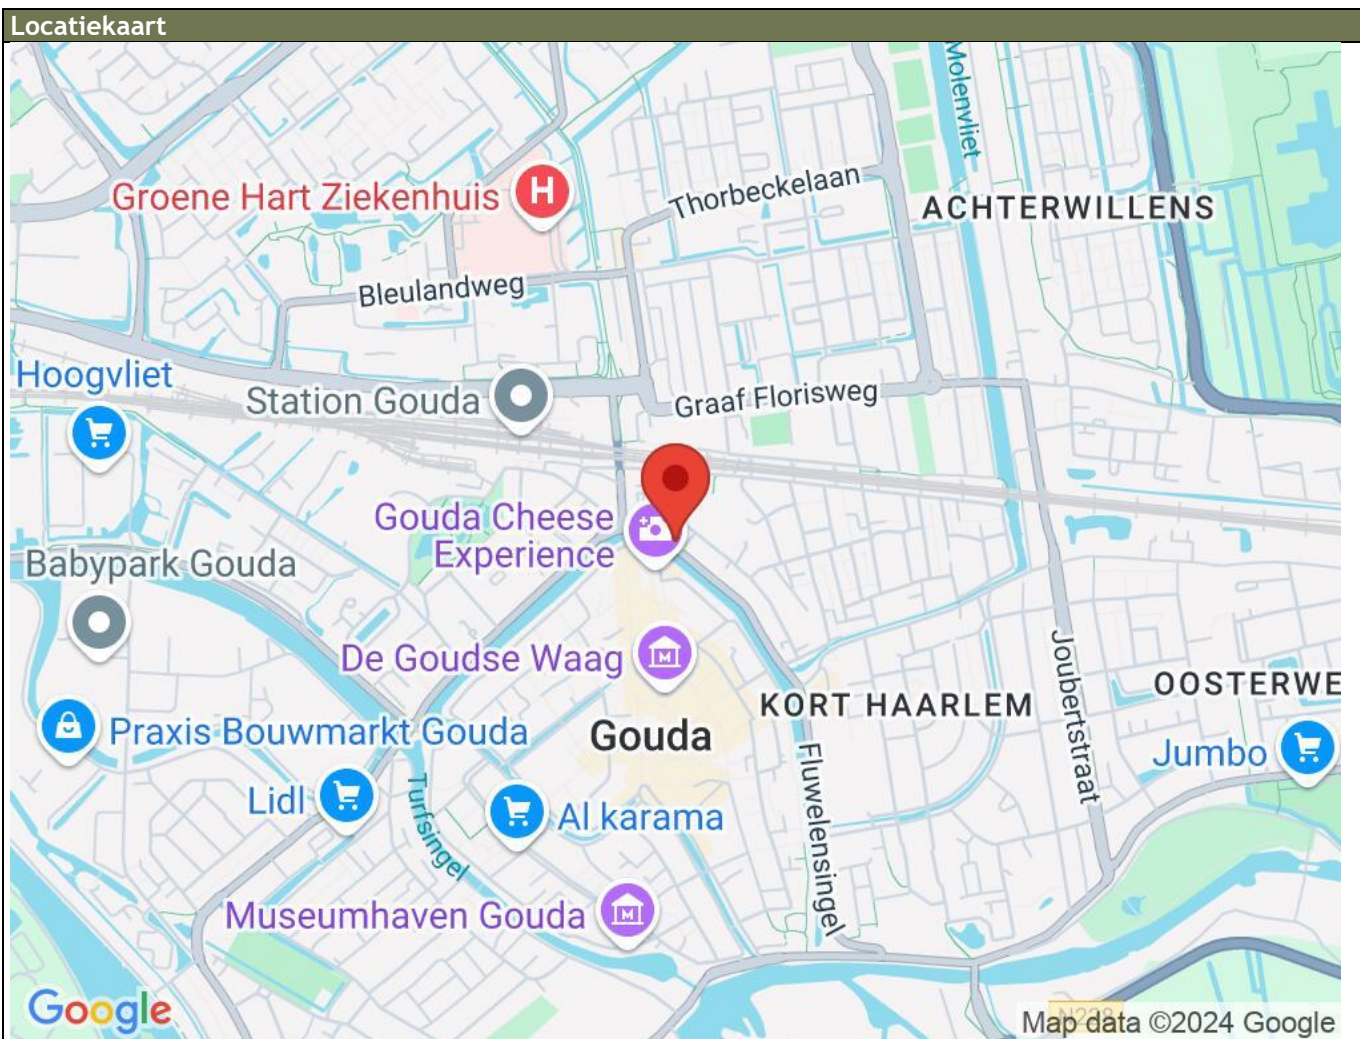 Locatiekaart
Molenvliet
Groene Hart Ziekenhuis
H
Thorbeckelaan
ACHTERWILLENS
Bleulandweg
Hoogvliet
Station Gouda
Graaf Florisweg
Gouda Cheese
Experience
Babypark Gouda
De Goudse Waag
M
Joubertstraat
OOSTERWE
KORT HAARLEM
Praxis Bouwmarkt Gouda
Gouda
Jumbo
Fluwelensingel
Lidl
Turfsingel
Al karama
Museumhaven Gouda
M
Google
Map data ©2024 Google